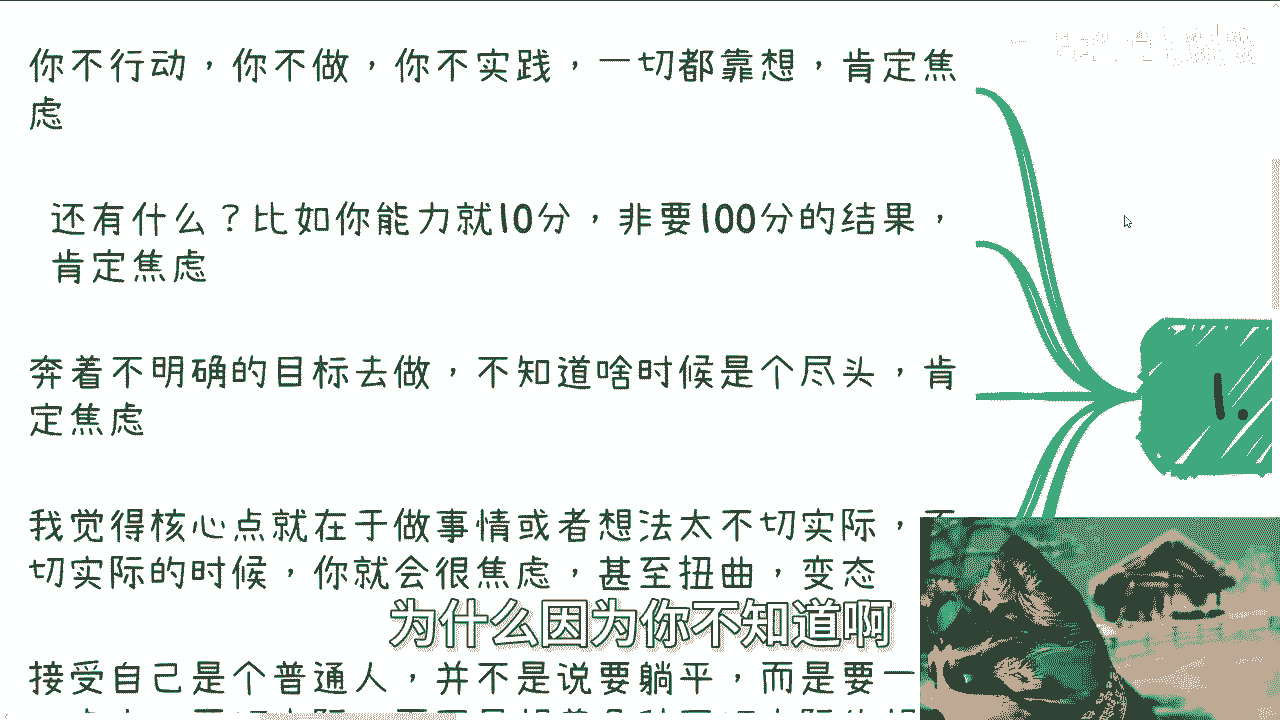 你不行动，你不做，你不实践，一切都靠想，肯定焦
虑
还有什么？比如你能力就10分，非要100分的结果，
肯定焦虑
奔着不明确的目标去做，不知道啥时候是个尽头，肯
定焦虑
1.
我觉得核心点就在于做事情或者想法太不切实际，不
切实际的时候，你就会很焦虑，甚至扭曲，变态
为什么因为你不知道啊
接受自己是个普通人，并不是说要躺平，而是要一